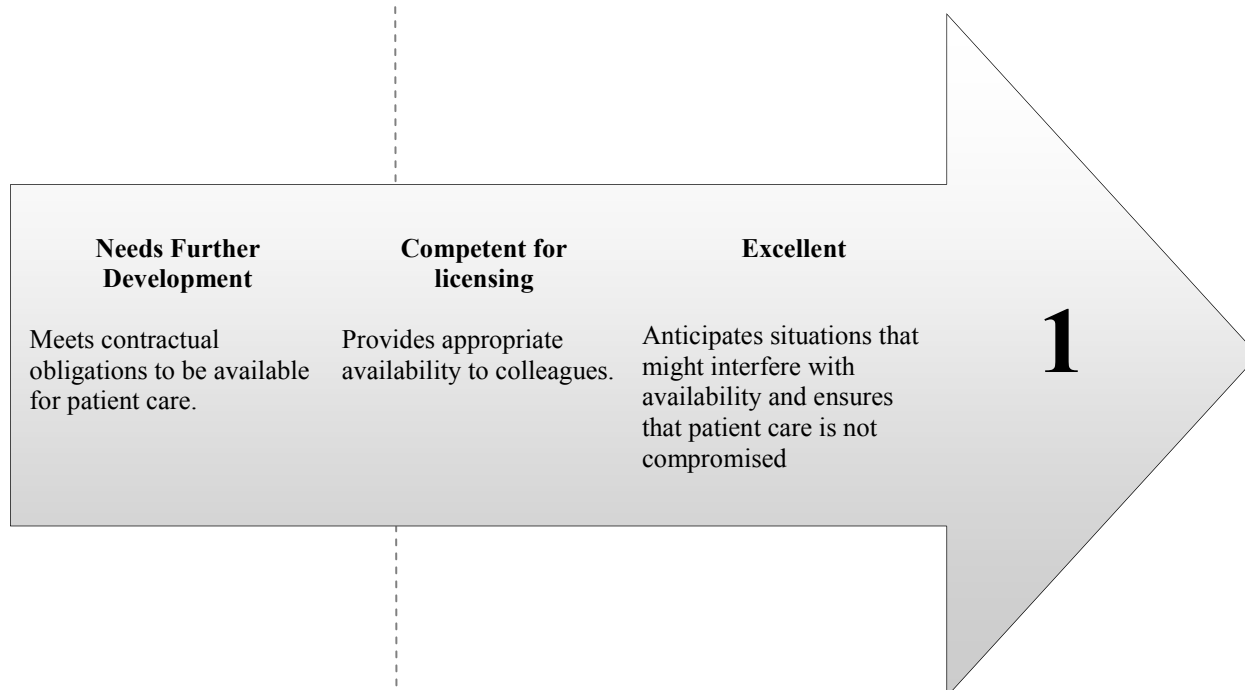 Needs Further
Development
Meets contractual
obligations to be available
for patient care.
Competent for
licensing
Provides appropriate
availability to colleagues.
Excellent
Anticipates situations that
might interfere with
availability and ensures
that patient care is not
compromised
1